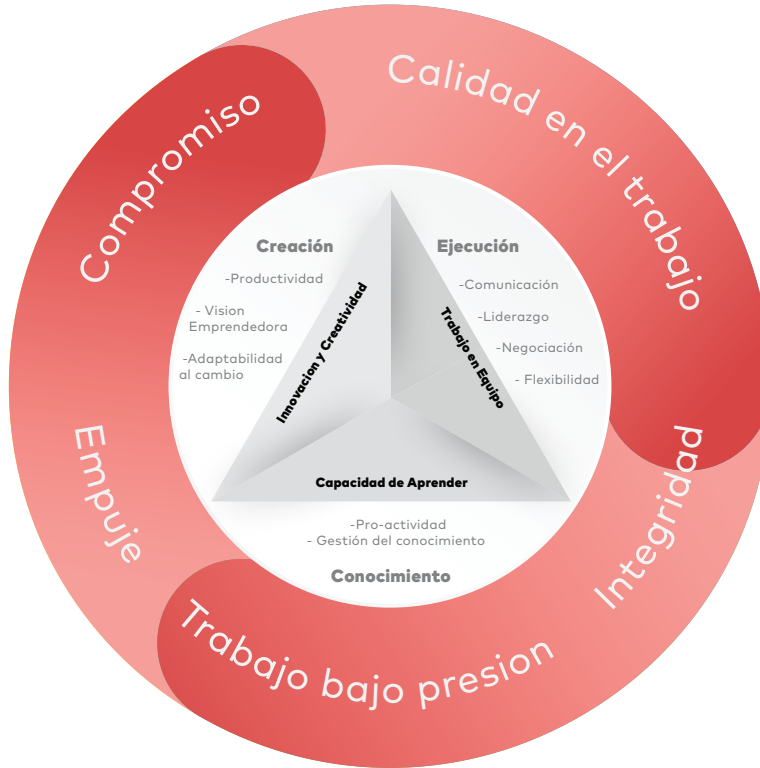 Compromiso
Calidad en el trabajo
Integridad
Trabajo bajo presion
Empuje
Creación
-Productividad
- Vision
Emprendedora
-Adaptabilidad
al cambio
Innovacion y Creatividad
Ejecución
-Comunicación
-Liderazgo
-Negociación
- Flexibilidad
Trabajo en Equipo
Capacidad de Aprender
-Pro-actividad
- Gestión del conocimiento
Conocimiento